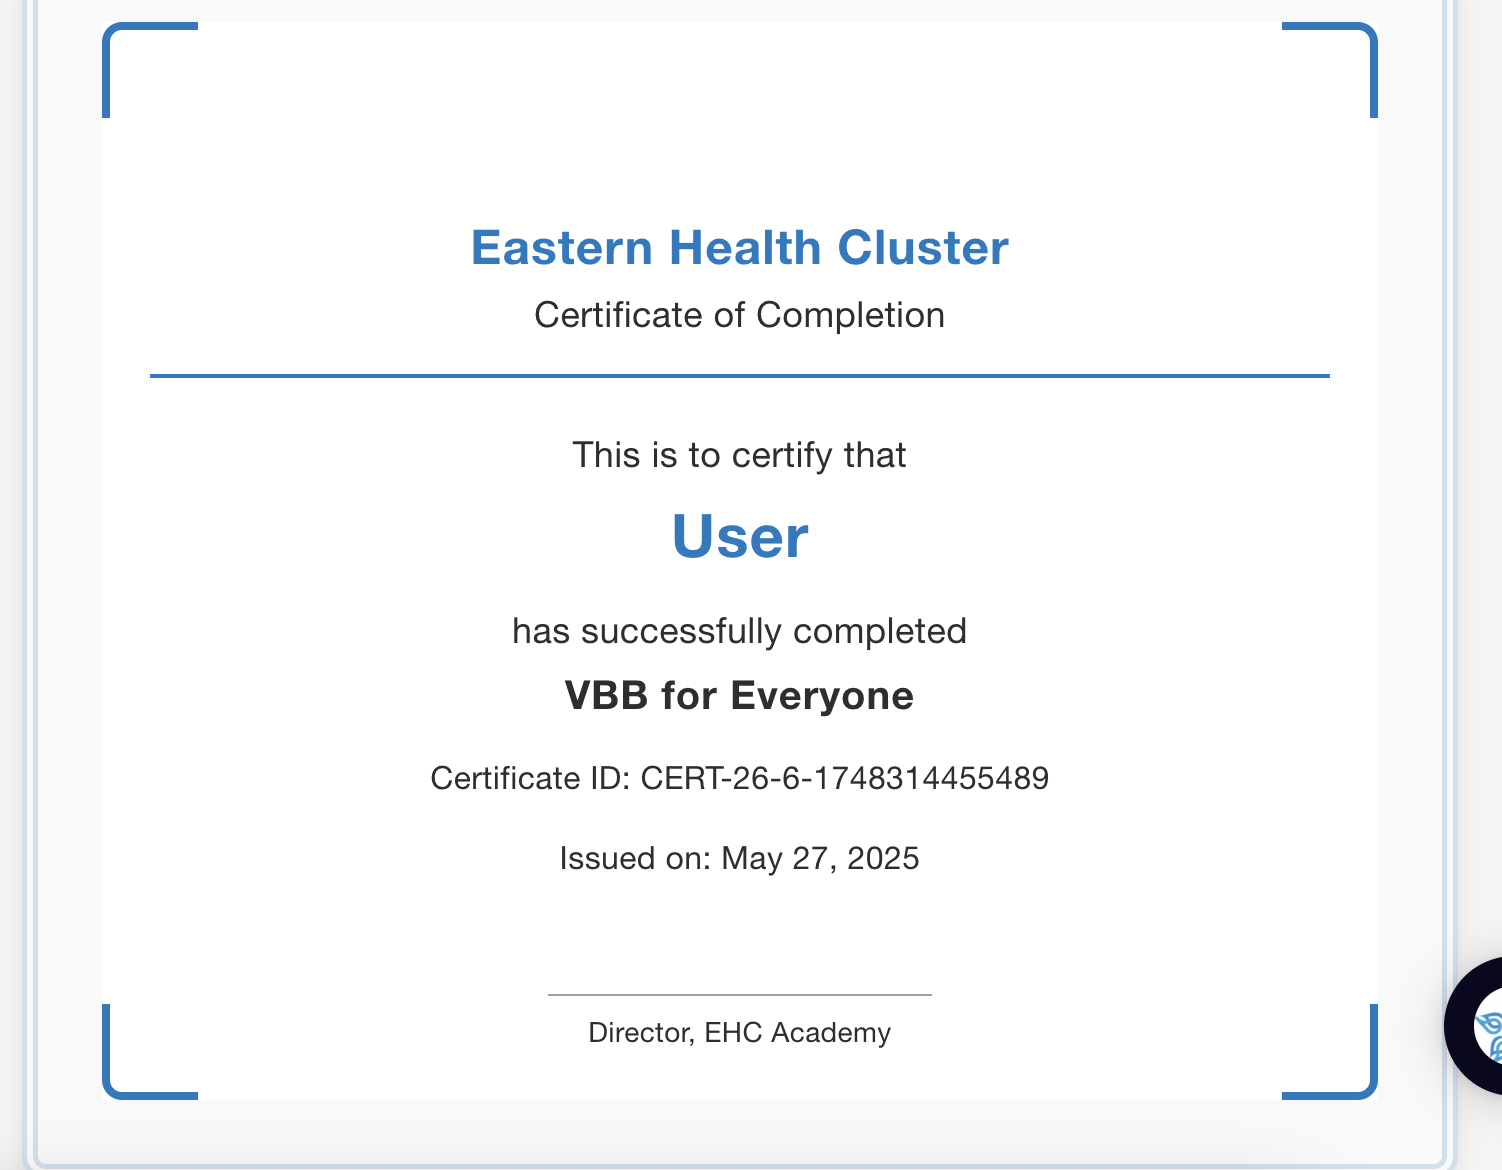 Eastern Health Cluster
Certificate of Completion
This is to certify that
User
has successfully completed
VBB for Everyone
Certificate ID: CERT-26-6-1748314455489
Issued on: May 27, 2025
Director, EHC Academy